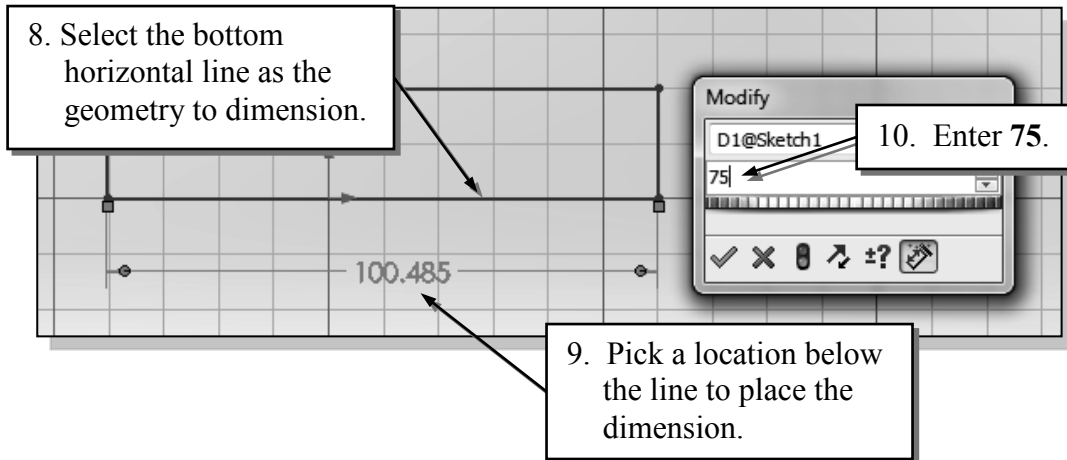 8. Select the bottom
horizontal line as the
geometry to dimension.
Modify
D1@Sketch1
10. Enter 75.
75
±?
100.485
9. Pick a location below
the line to place the
dimension.